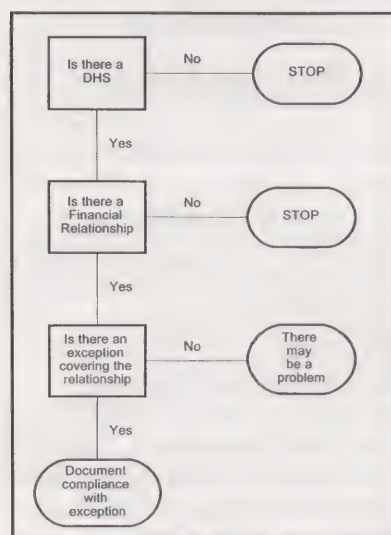 Is there a
DHS
No
STOP
Yes
Is there a
Financial
Relationship
No
STOP
Yes
Is there an
exception
covering the
relationship
No
There
may
be a
problem
Yes
Document
compliance
with
exception